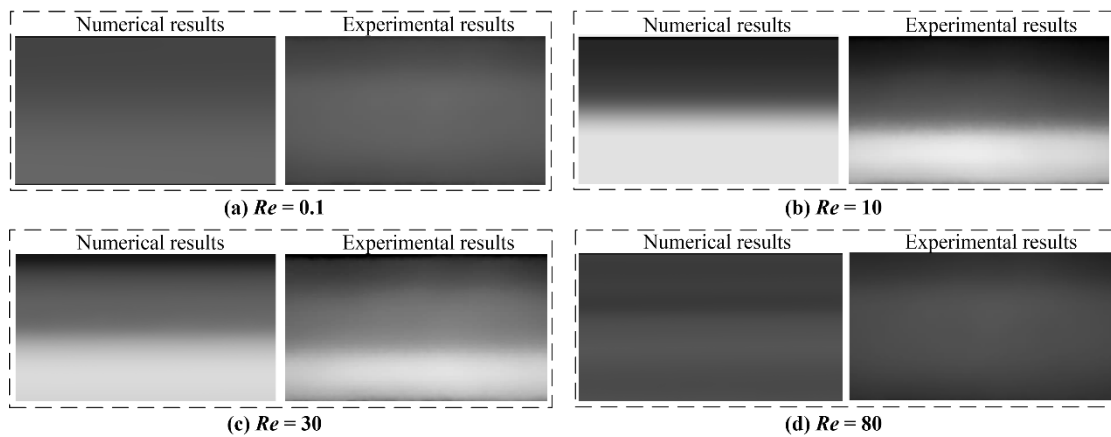 Numerical results Experimental results
Numerical results Experimental results
(a) Re = 0.1
(b) Re = 10
Numerical results Experimental results
Numerical results Experimental results
(c) Re = 30
(d) Re = 80